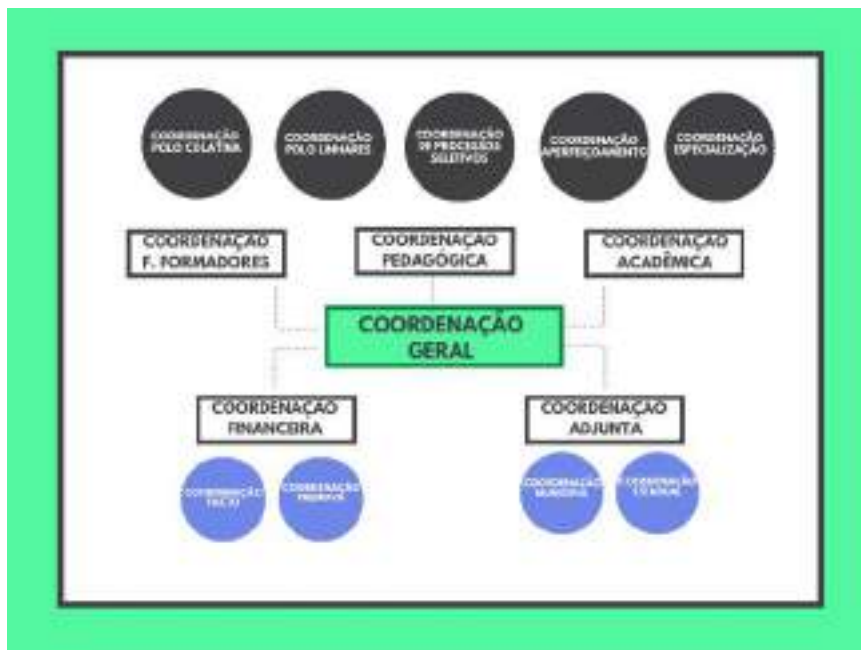 COORDENAÇÃO
POLO COLATINA
COORDENAÇÃO
POLO LINHARES
COORDENAÇÃO
DE PROCESSOS
SELETIVOS
COORDENAÇÃO
APERFEIÇOAMENTO
COORDENAÇÃO
ESPECIALIZAÇÃO
COORDENAÇÃO
F. FORMADORES
COORDENAÇÃO
PEDAGÓGICA
COORDENAÇÃO
ACADÊMICA
COORDENAÇÃO
GERAL
COORDENAÇÃO
FINANCEIRA
COORDENAÇÃO
ADJUNTA
COORDENAÇÃO
COORDENAÇÃO
COORDENAÇÃO
MUNICIPAL
COORDENAÇÃO
ESTADUAL